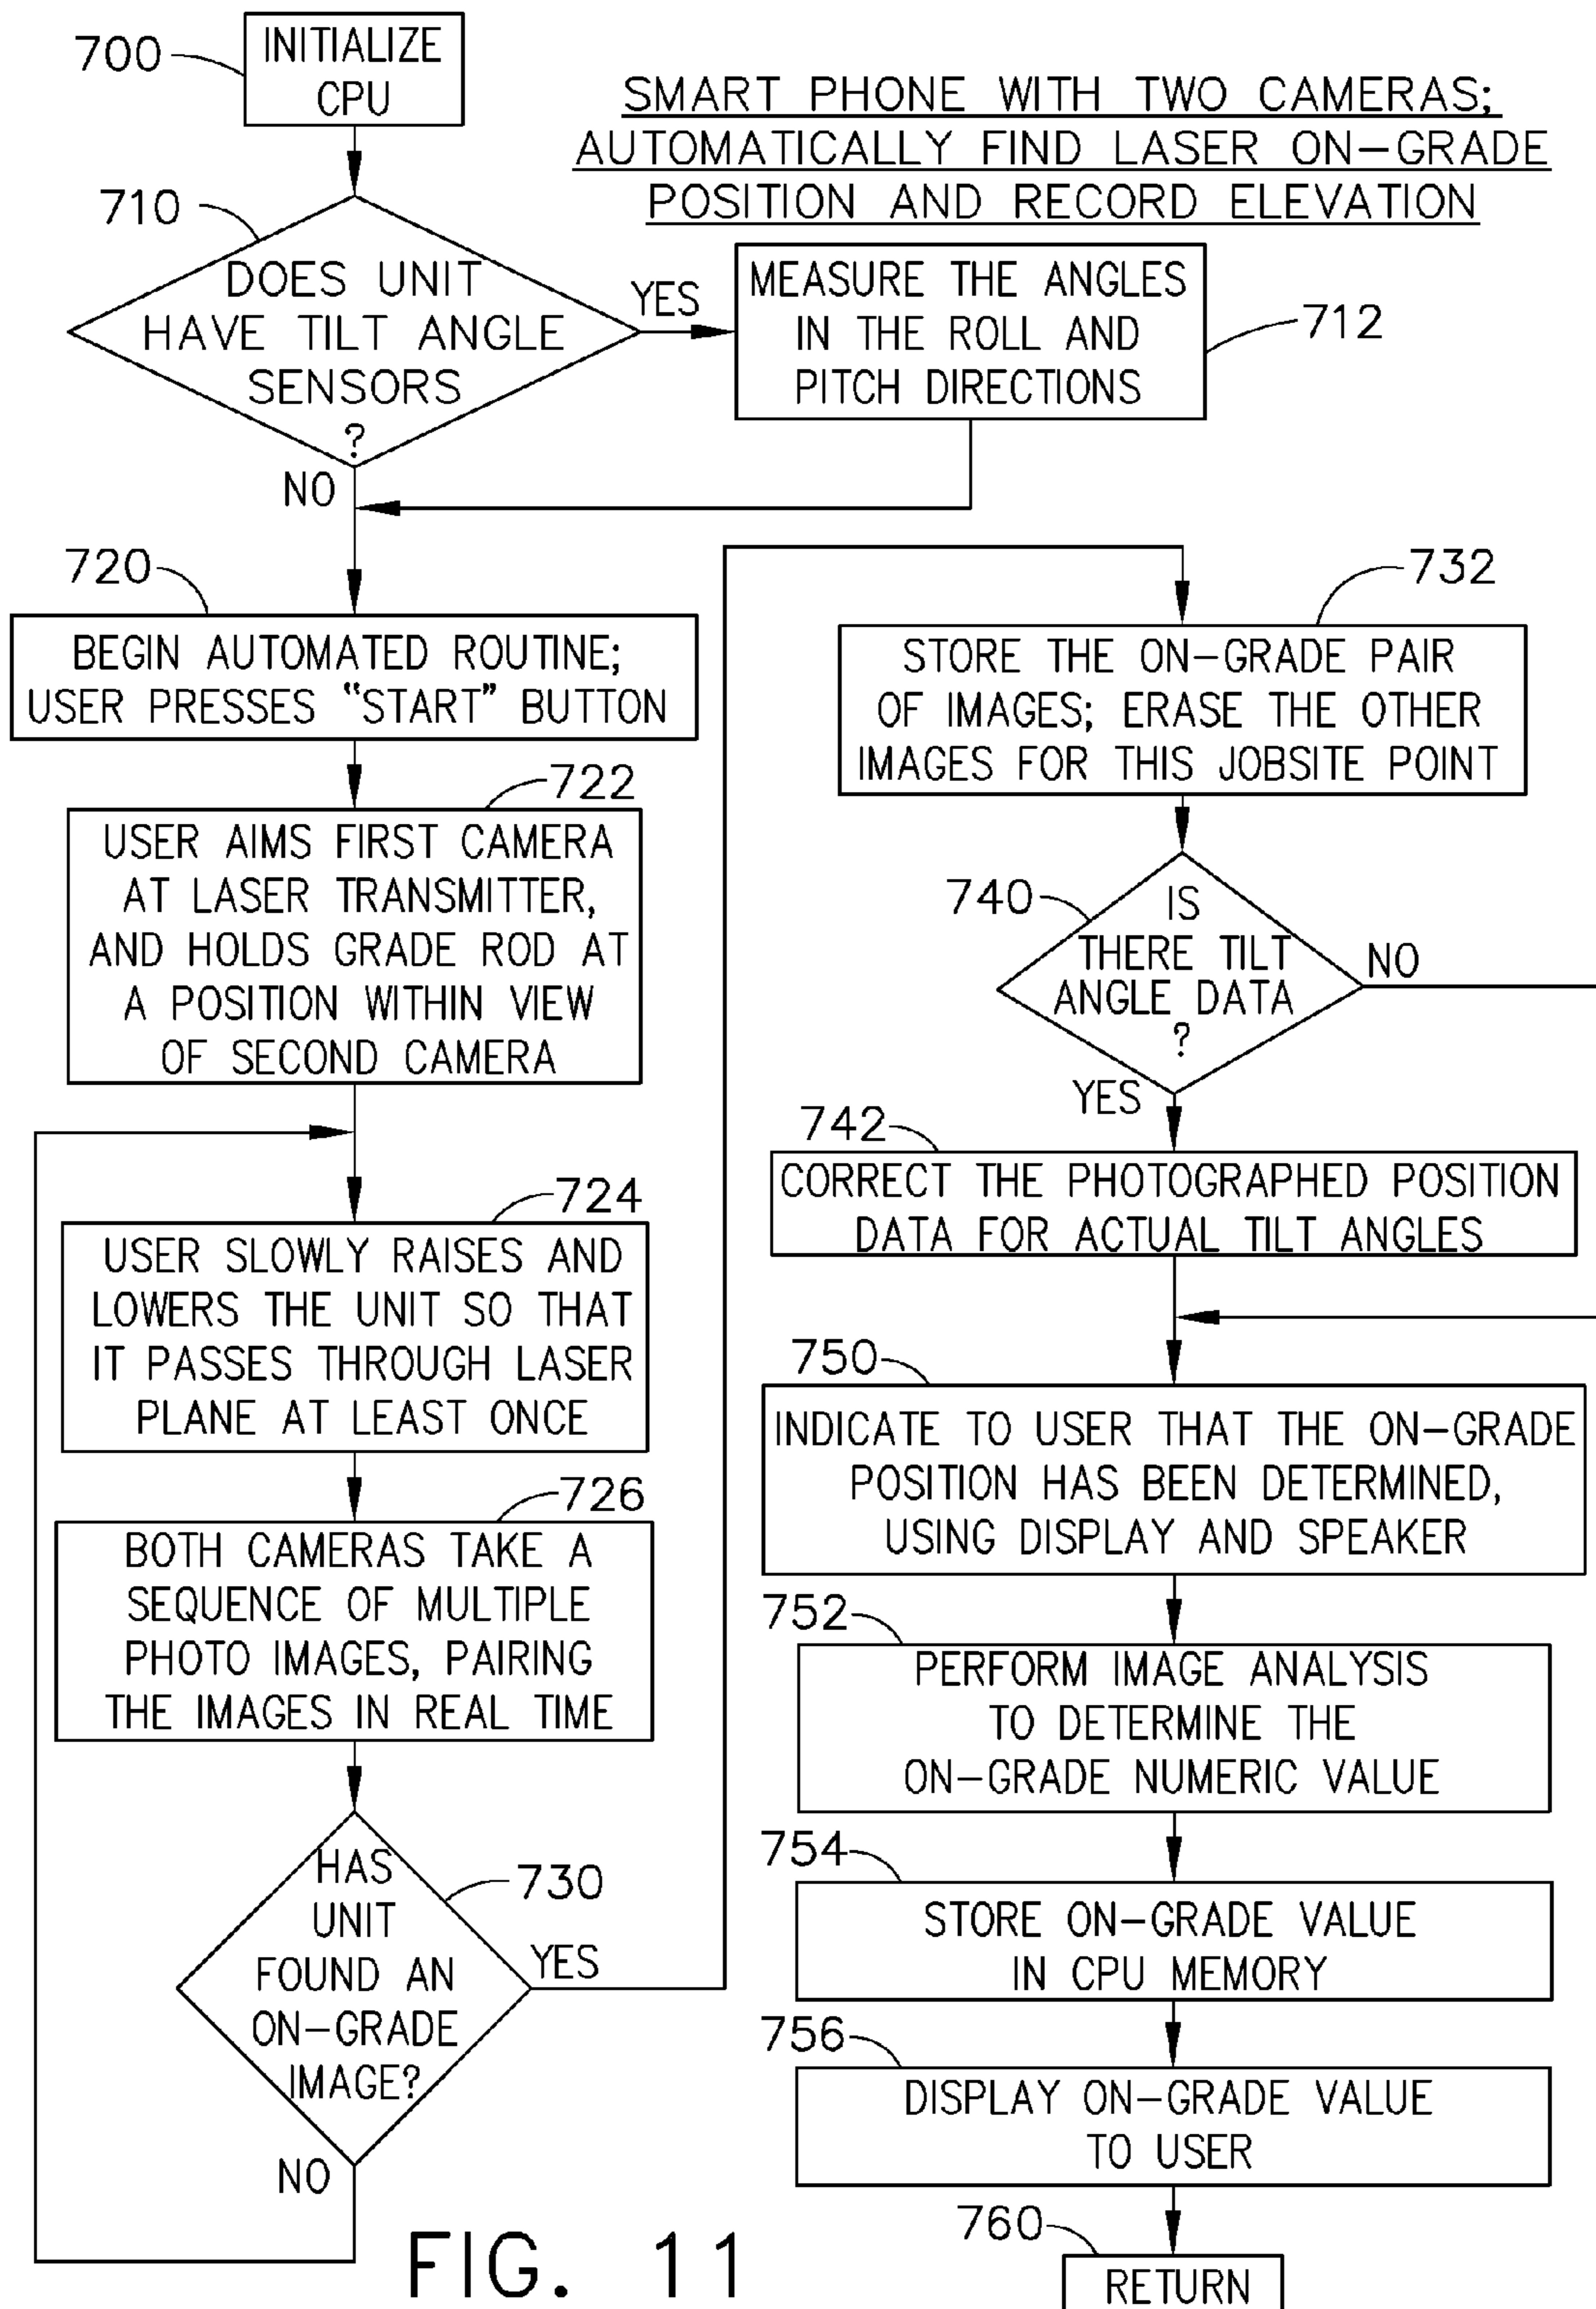 700
INITIALIZE
CPU
SMART PHONE WITH TWO CAMERAS;
AUTOMATICALLY FIND LASER ON-GRADE
POSITION AND RECORD ELEVATION
710
DOES UNIT
HAVE TILT ANGLE
SENSORS
?
YES
NO
MEASURE THE ANGLES
IN THE ROLL AND
PITCH DIRECTIONS
712
720
BEGIN AUTOMATED ROUTINE;
USER PRESSES “START” BUTTON
722
USER AIMS FIRST CAMERA
AT LASER TRANSMITTER,
AND HOLDS GRADE ROD AT
A POSITION WITHIN VIEW
OF SECOND CAMERA
724
USER SLOWLY RAISES AND
LOWERS THE UNIT SO THAT
IT PASSES THROUGH LASER
PLANE AT LEAST ONCE
726
BOTH CAMERAS TAKE A
SEQUENCE OF MULTIPLE
PHOTO IMAGES, PAIRING
THE IMAGES IN REAL TIME
730
HAS
UNIT
FOUND AN
ON-GRADE
IMAGE?
YES
NO
732
STORE THE ON-GRADE PAIR
OF IMAGES; ERASE THE OTHER
IMAGES FOR THIS JOBSITE POINT
740
IS
THERE TILT
ANGLE DATA
?
NO
YES
742
CORRECT THE PHOTOGRAPHED POSITION
DATA FOR ACTUAL TILT ANGLES
750
INDICATE TO USER THAT THE ON-GRADE
POSITION HAS BEEN DETERMINED,
USING DISPLAY AND SPEAKER
752
PERFORM IMAGE ANALYSIS
TO DETERMINE THE
ON-GRADE NUMERIC VALUE
754
STORE ON-GRADE VALUE
IN CPU MEMORY
756
DISPLAY ON-GRADE VALUE
TO USER
760
RETURN
FIG. 11